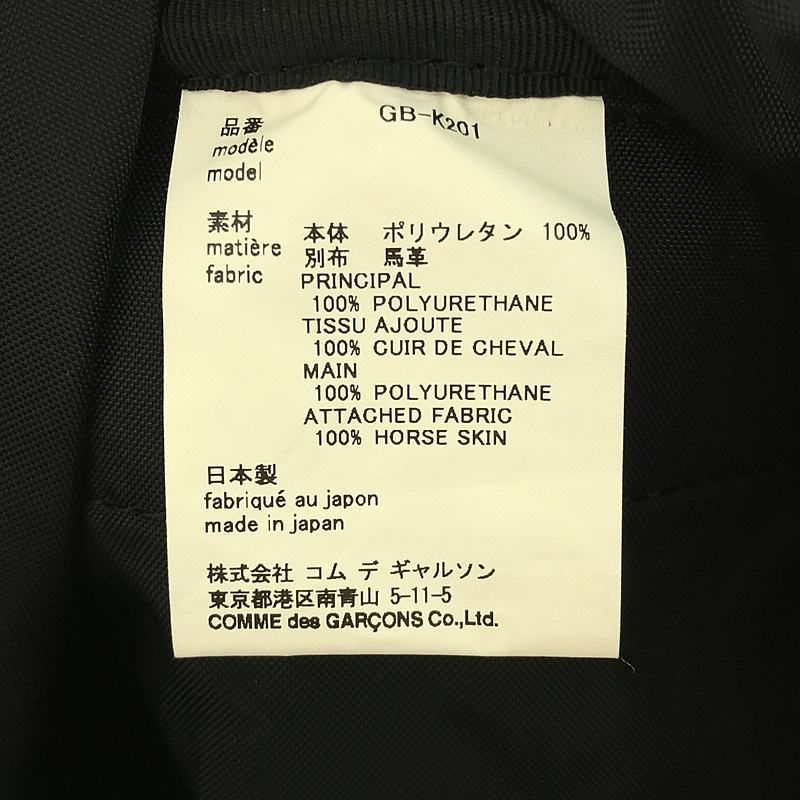 品番 GB-K201
modèle
model
素材 本体 ポリウレタン 100%
matière 別布 馬革
fabric PRINCIPAL
100% POLYURETHANE
TISSU AJOUTE
100% CUIR DE CHEVAL
MAIN
100% POLYURETHANE
ATTACHED FABRIC
100% HORSE SKIN
日本製
fabriqué au japon
made in japan
株式会社 コム デ ギャルソン
東京都港区南青山 5-11-5
COMME des GARÇONS Co.,Ltd.